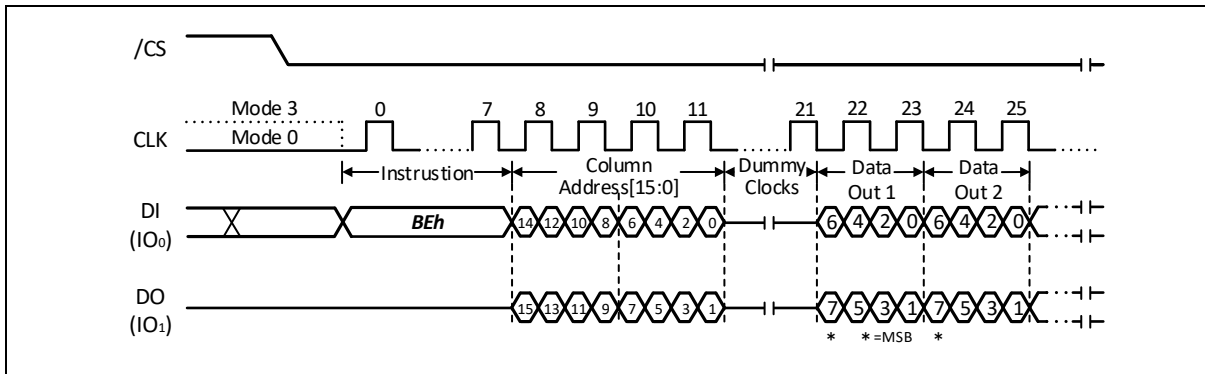 /CS
Mode 3 0 7 8 9 10 11 21 22 23 24 25
CLK Mode 0
Instrustion Column Address[15:0] Dummy Clocks Data Out 1 Data Out 2
DI (IO0) BEh 14 12 10 8 6 4 2 0 6 4 2 0 6 4 2 0
DO (IO1) 15 13 11 9 7 5 3 1 7 5 3 1 7 5 3 1
* * =MSB *